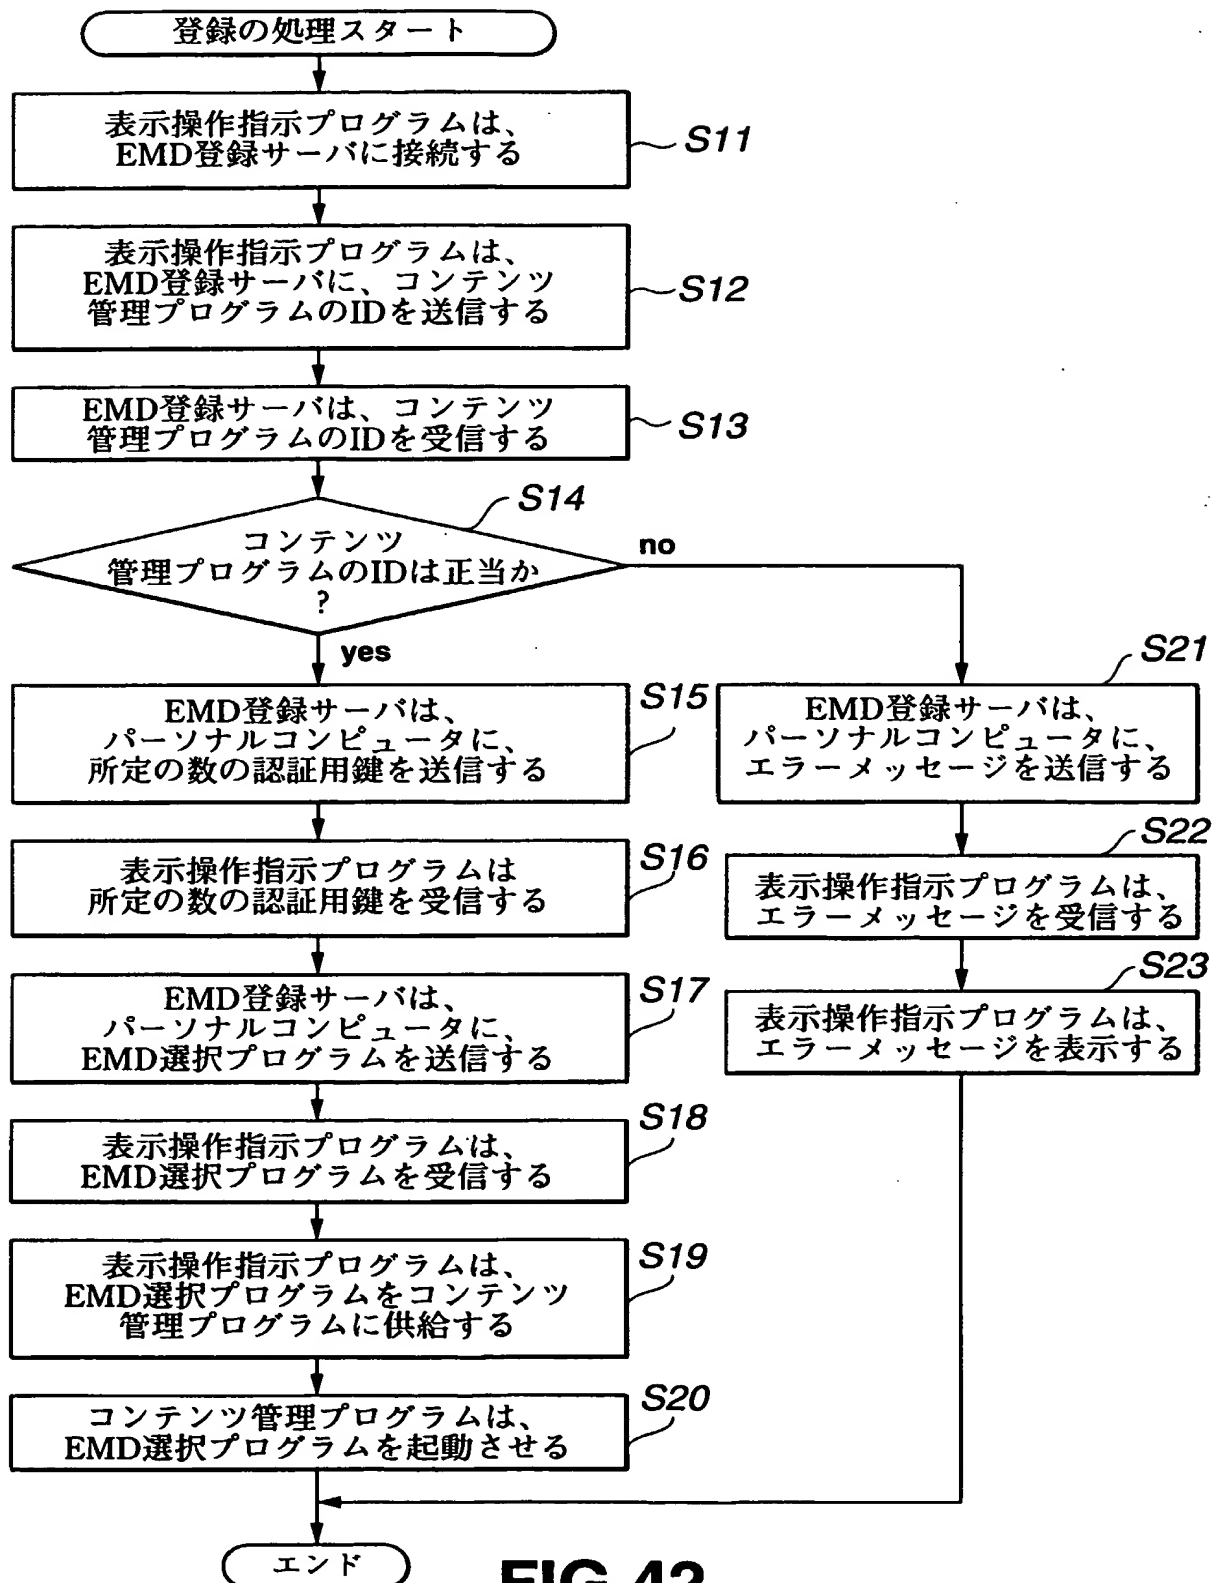 登録の処理スタート
表示操作指示プログラムは、
EMD登録サーバに接続する
S11
表示操作指示プログラムは、
EMD登録サーバに、コンテンツ
管理プログラムのIDを送信する
S12
EMD登録サーバは、コンテンツ
管理プログラムのIDを受信する
S13
S14
コンテンツ
管理プログラムのIDは正当か
?
no
yes
EMD登録サーバは、
パーソナルコンピュータに、
所定の数の認証用鍵を送信する
S15
S21
EMD登録サーバは、
パーソナルコンピュータに、
エラーメッセージを送信する
表示操作指示プログラムは
所定の数の認証用鍵を受信する
S16
S22
表示操作指示プログラムは、
エラーメッセージを受信する
EMD登録サーバは、
パーソナルコンピュータに、
EMD選択プログラムを送信する
S17
S23
表示操作指示プログラムは、
エラーメッセージを表示する
表示操作指示プログラムは、
EMD選択プログラムを受信する
S18
表示操作指示プログラムは、
EMD選択プログラムをコンテンツ
管理プログラムに供給する
S19
コンテンツ管理プログラムは、
EMD選択プログラムを起動させる
S20
エンド